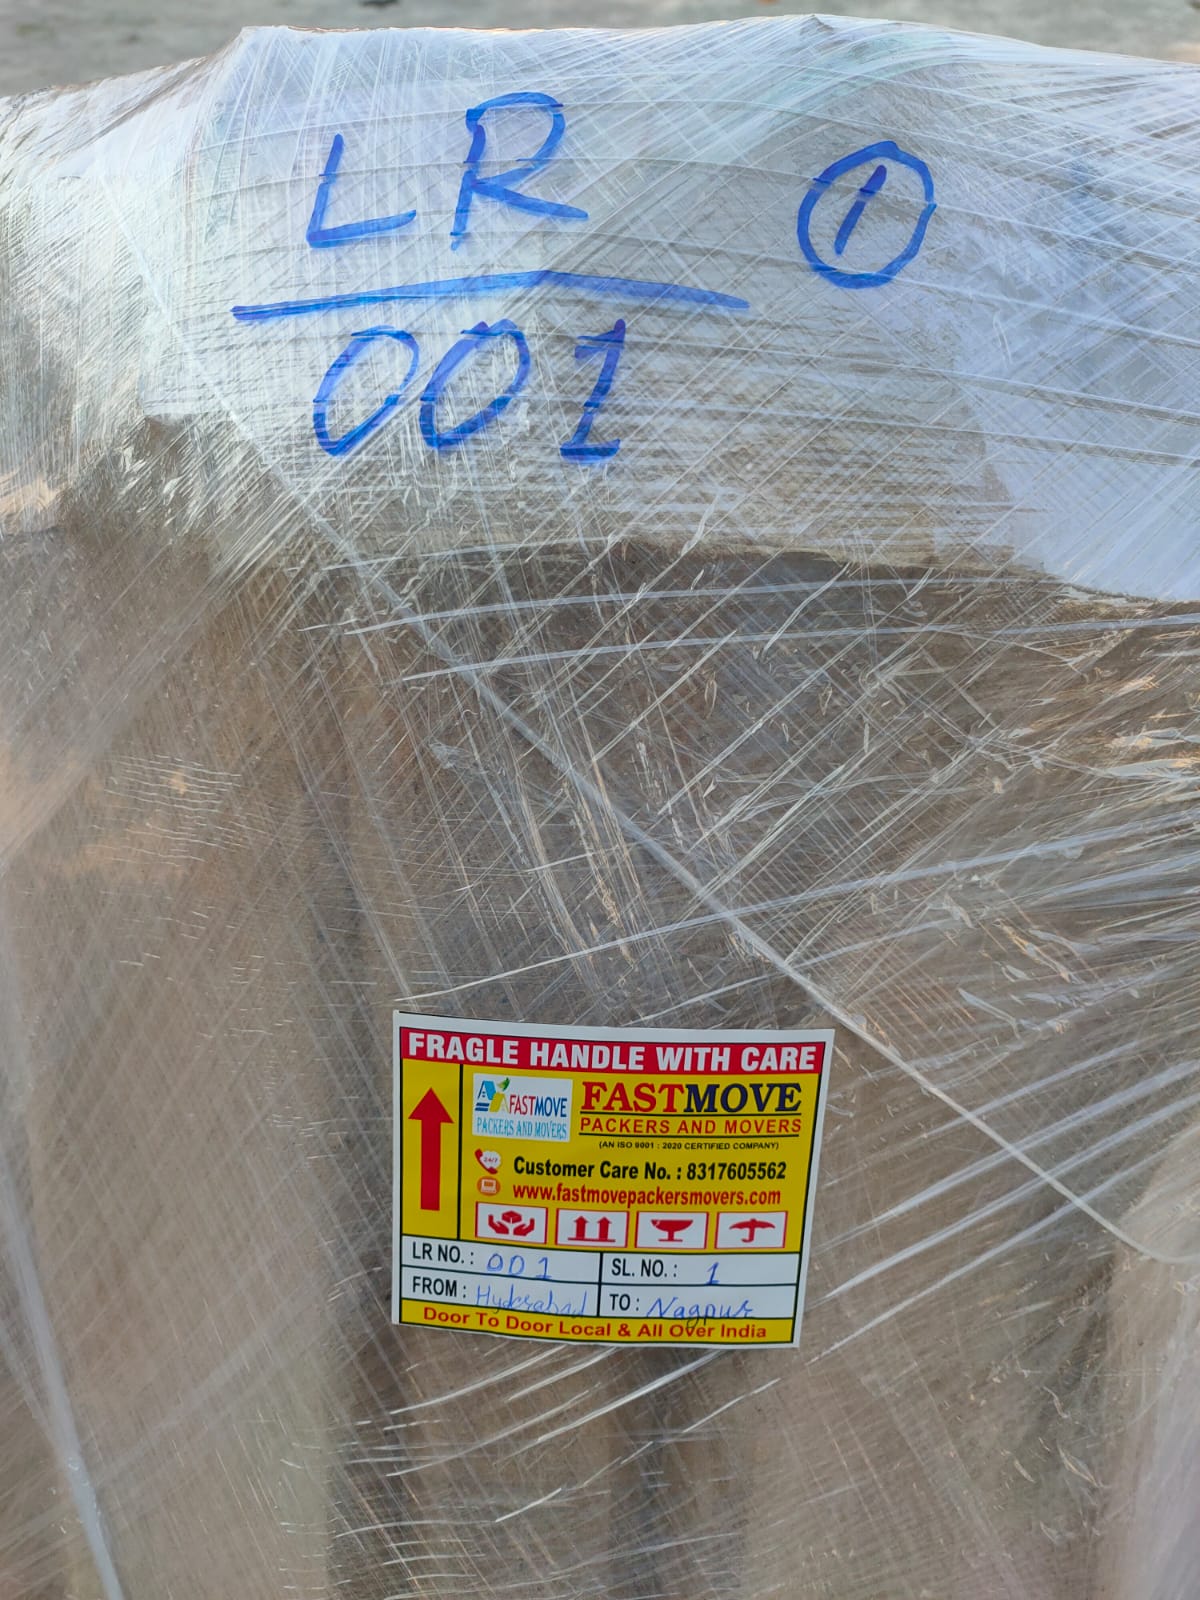 LR ①
001
FRAGLE HANDLE WITH CARE
FASTMOVE
PACKERS AND MOVERS
FASTMOVE
PACKERS AND MOVERS
(AN ISO 9001 : 2020 CERTIFIED COMPANY)
24/7 Customer Care No. : 8317605562
www.fastmovepackersmovers.com
LR NO. : 001 SL. NO. : 1
FROM : Hyderabad TO : Nagpur
Door To Door Local & All Over India